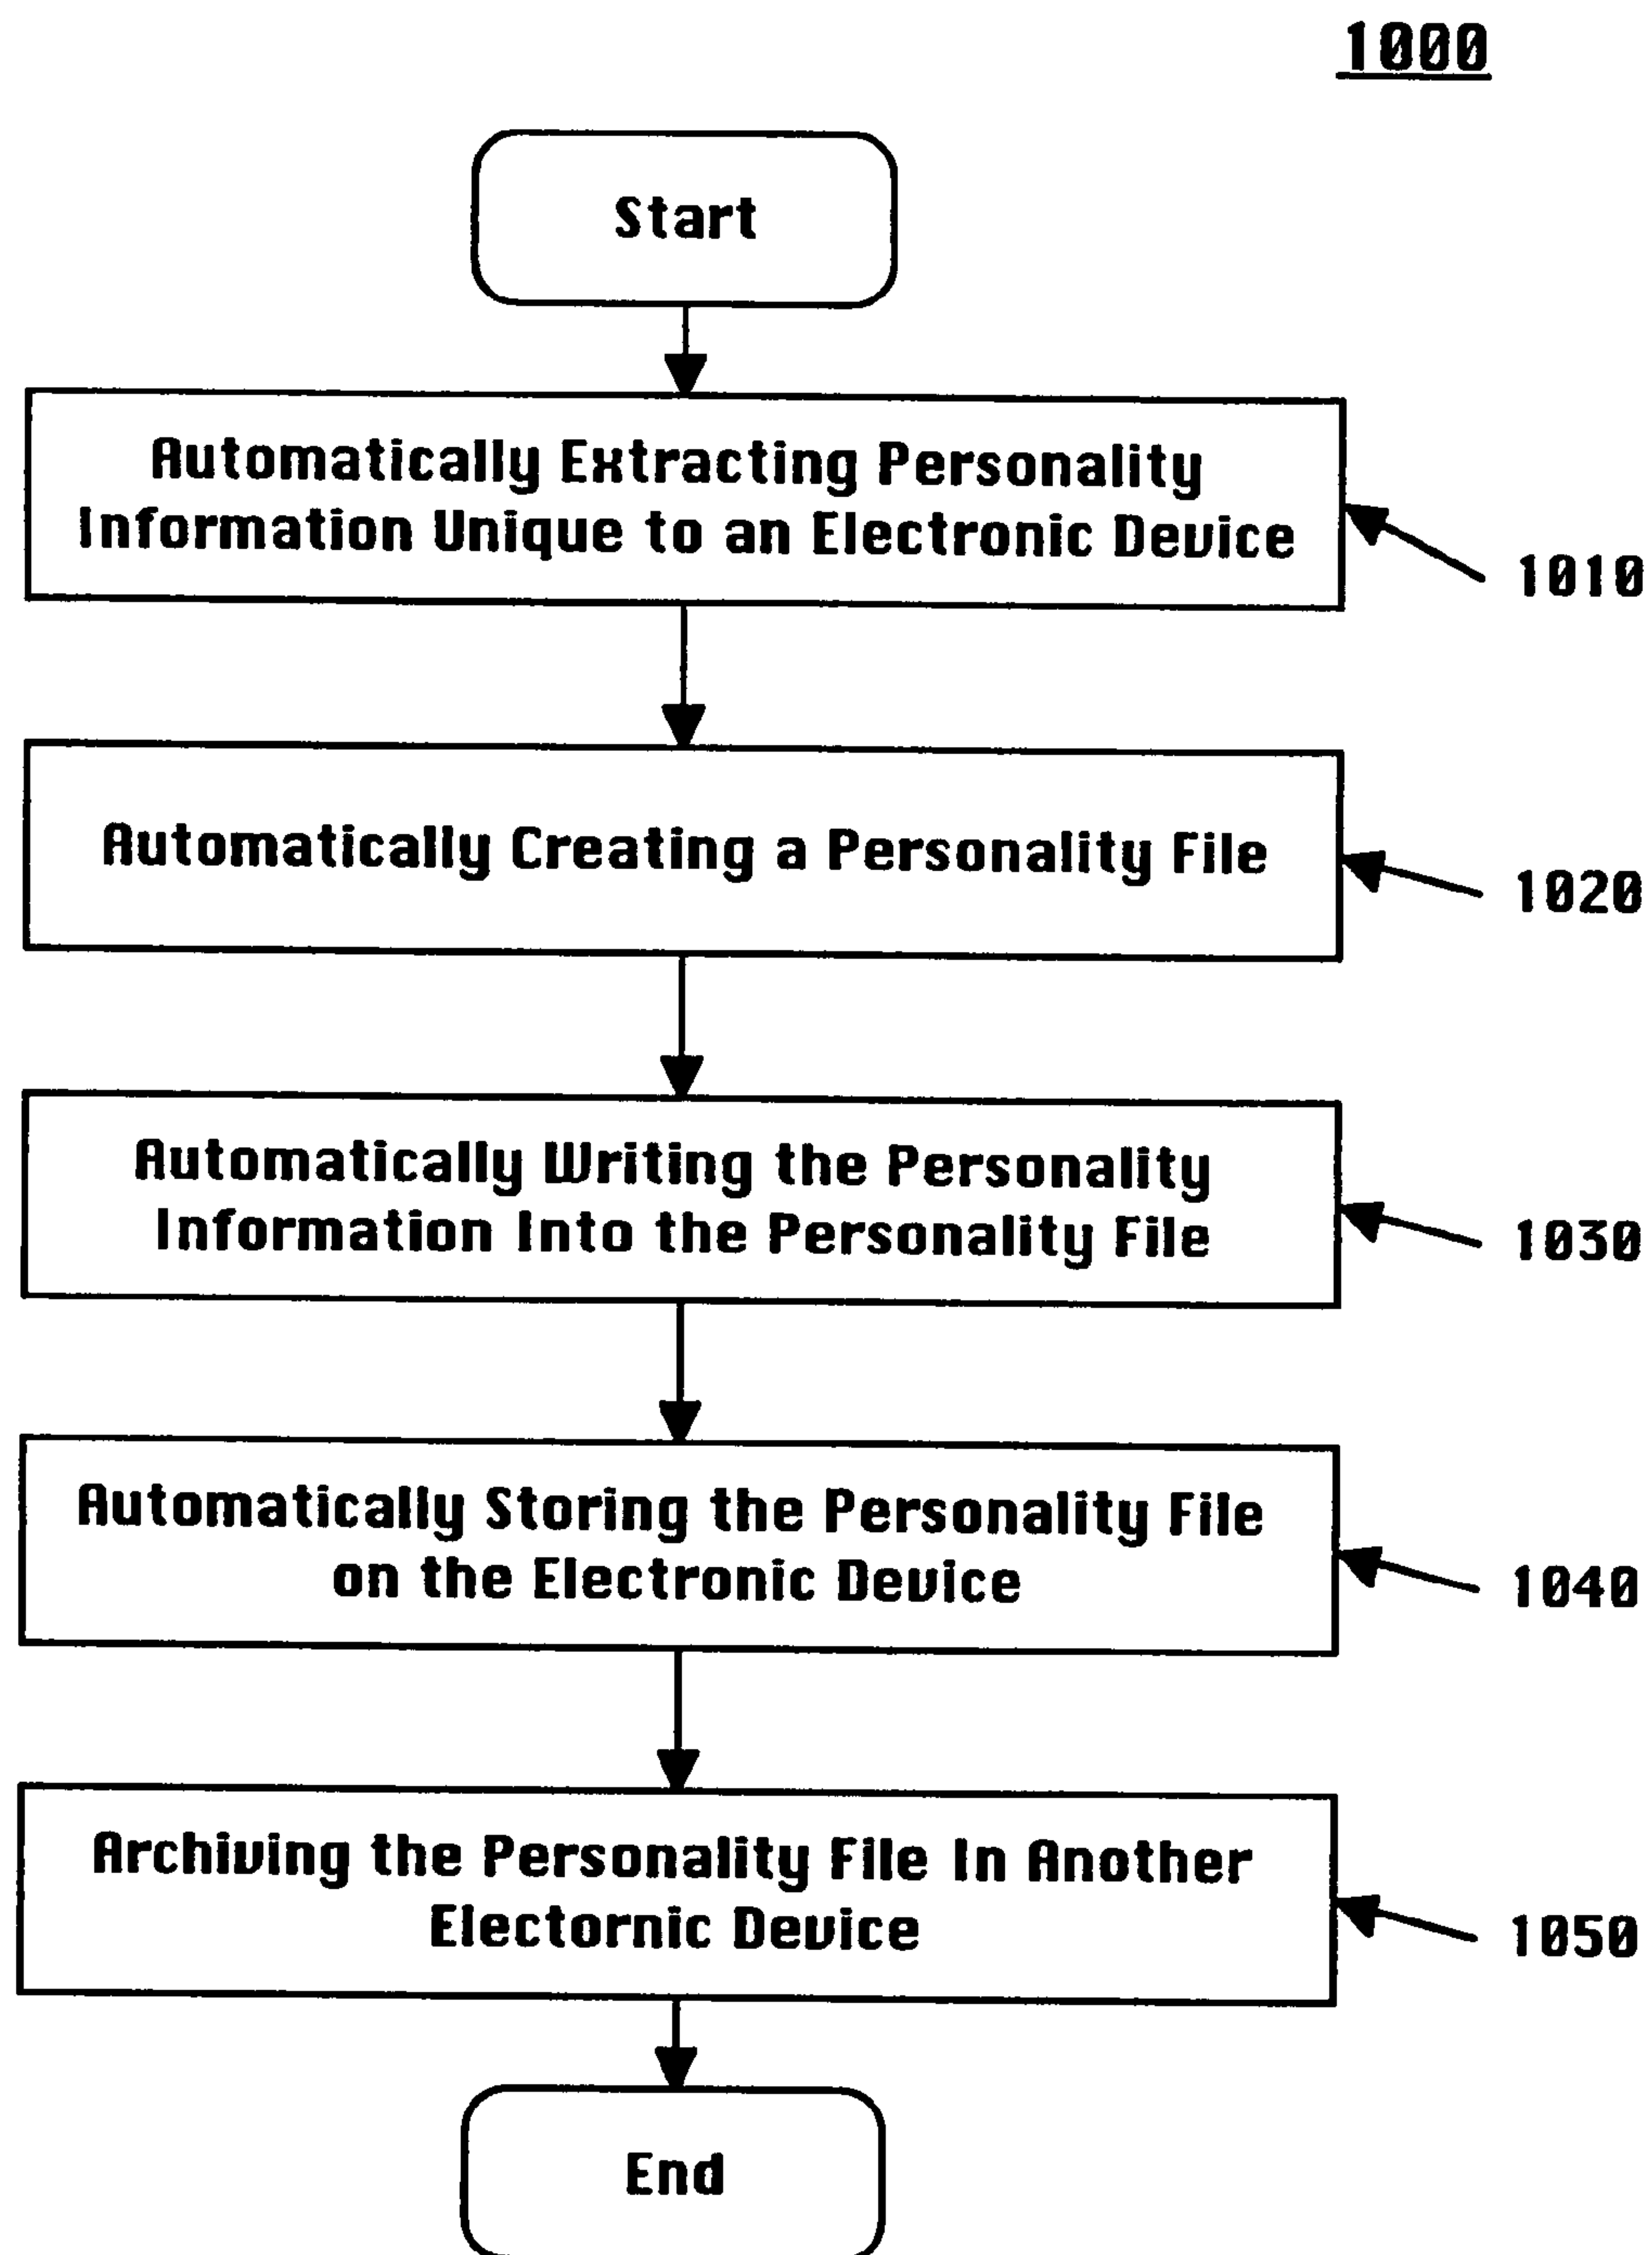 1000
Start
Automatically Extracting Personality
Information Unique to an Electronic Device
1010
Automatically Creating a Personality File
1020
Automatically Writing the Personality
Information Into the Personality File
1030
Automatically Storing the Personality File
on the Electronic Device
1040
Archiving the Personality File In Another
Electornic Device
1050
End